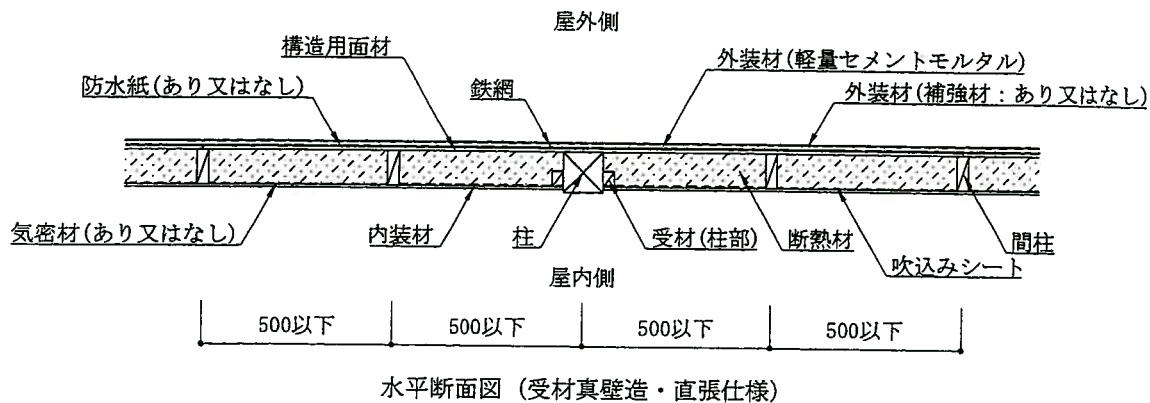 屋外側
構造用面材
外装材(軽量セメントモルタル)
防水紙(あり又はなし)
鉄網
外装材(補強材：あり又はなし)
気密材(あり又はなし)
内装材
柱
受材(柱部)
断熱材
間柱
吹込みシート
屋内側
500以下
500以下
500以下
500以下
水平断面図 (受材真壁造・直張仕様)